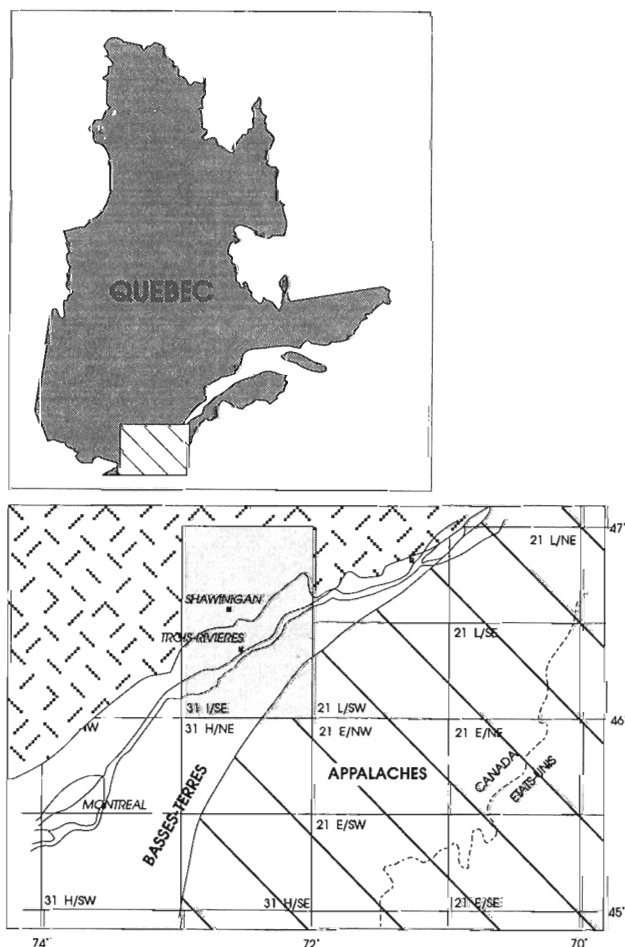 QUEBEC
47°
21 L/NE
SHAWINIGAN
TROIS-RIVIERES
21 L/SE
31 I/SE
21 L/SW
46°
NW
31 H/NE
21 E/NW
21 E/NE
CANADA
ETATS-UNIS
APPALACHES
BASSES-TERRES
MONTREAL
21 E/SW
31 H/SW
31 H/SE
21 E/SE
45°
74°
72°
70°